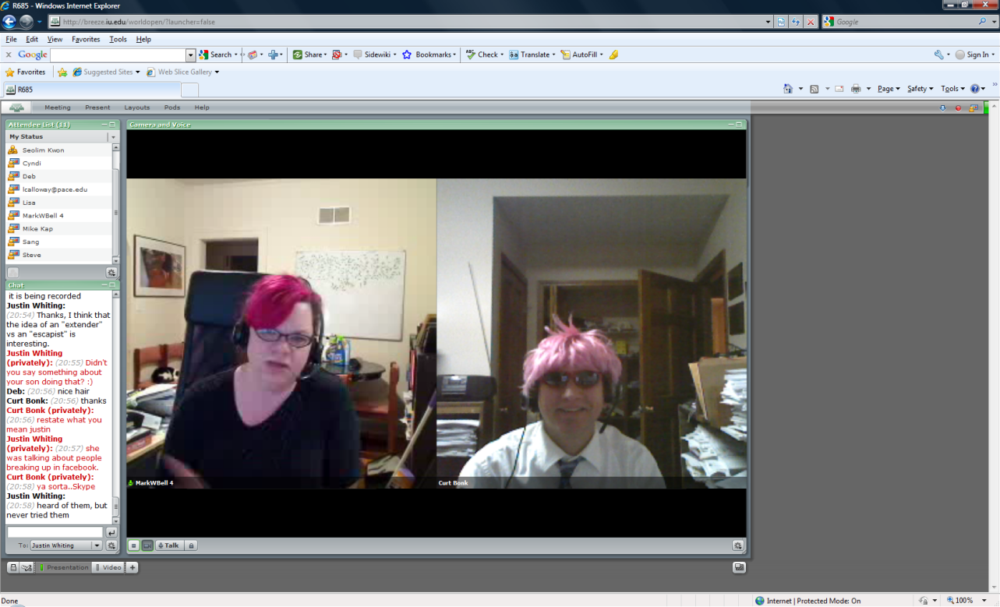 R685 - Windows Internet Explorer
http://breeze.iu.edu/worldopen/?launcher=false
Google
File Edit View Favorites Tools Help
x Google Search Share Sidewiki Bookmarks Check Translate AutoFill Sign In
Favorites Suggested Sites Web Slice Gallery
R685 Page Safety Tools
Meeting Present Layouts Pods Help
Attendee List (11)
My Status
Seolim Kwon
Cyndi
Deb
lcalloway@pace.edu
Lisa
MarkWBell 4
Mike Kap
Sang
Steve
Chat
it is being recorded
Justin Whiting:
(20:54) Thanks, I think that
the idea of an "extender"
vs an "escapist" is
interesting.
Justin Whiting
(privately): (20:55) Didn't
you say something about
your son doing that? :)
Deb: (20:56) nice hair
Curt Bonk: (20:56) thanks
Curt Bonk (privately):
(20:56) restate what you
mean justin
Justin Whiting
(privately): (20:57) she
was talking about people
breaking up in facebook.
Curt Bonk (privately):
(20:58) ya sorta..Skype
Justin Whiting:
(20:58) heard of them, but
never tried them
To: Justin Whiting
Camera and Voice
MarkWBell 4
Curt Bonk
Talk
Presentation Video +
Done
Internet | Protected Mode: On
100%